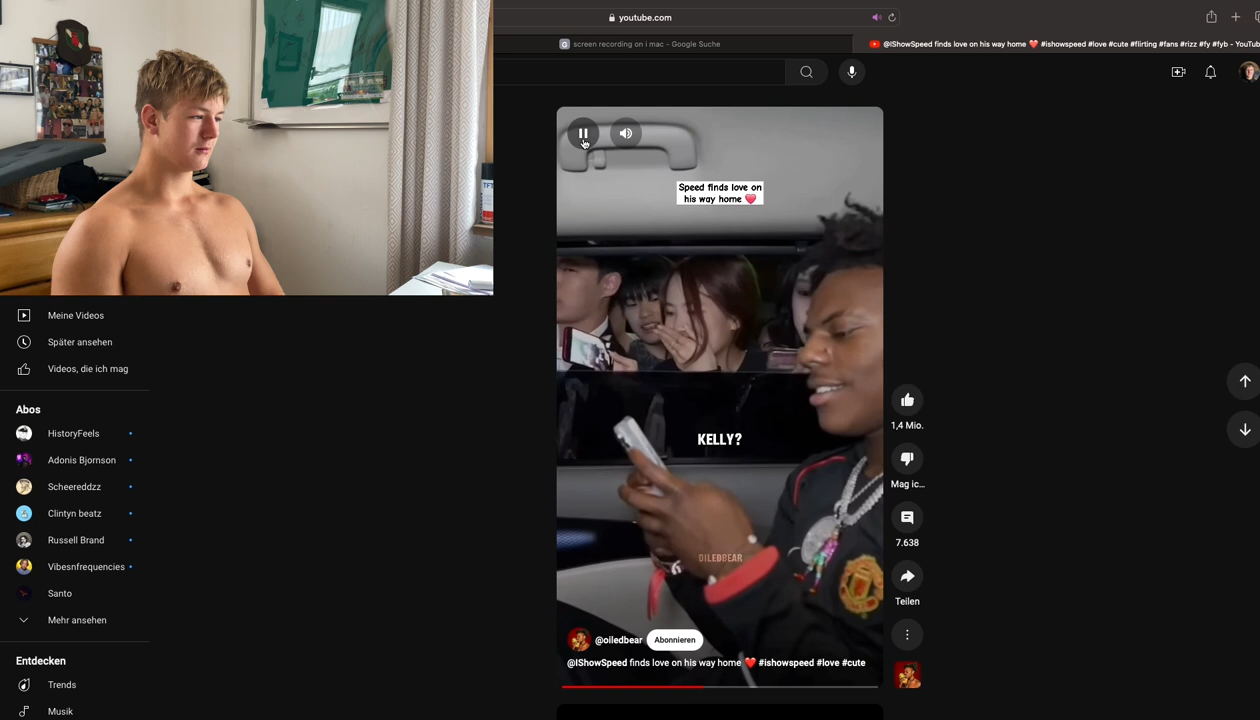 youtube.com
screen recording on i mac - Google Suche
@IShowSpeed finds love on his way home ❤️ #ishowspeed #love #cute #flirting #fans #rizz #fy #fyb - YouTub
TFT
Speed finds love on
his way home ❤️
KELLY?
OILEDBEAR
@oiledbear Abonnieren
@IShowSpeed finds love on his way home ❤️ #ishowspeed #love #cute
1,4 Mio.
Mag ic...
7.638
Teilen
Meine Videos
Später ansehen
Videos, die ich mag
Abos
HistoryFeels
Adonis Bjornson
Scheereddzz
Clintyn beatz
Russell Brand
Vibesnfrequencies
Santo
Mehr ansehen
Entdecken
Trends
Musik